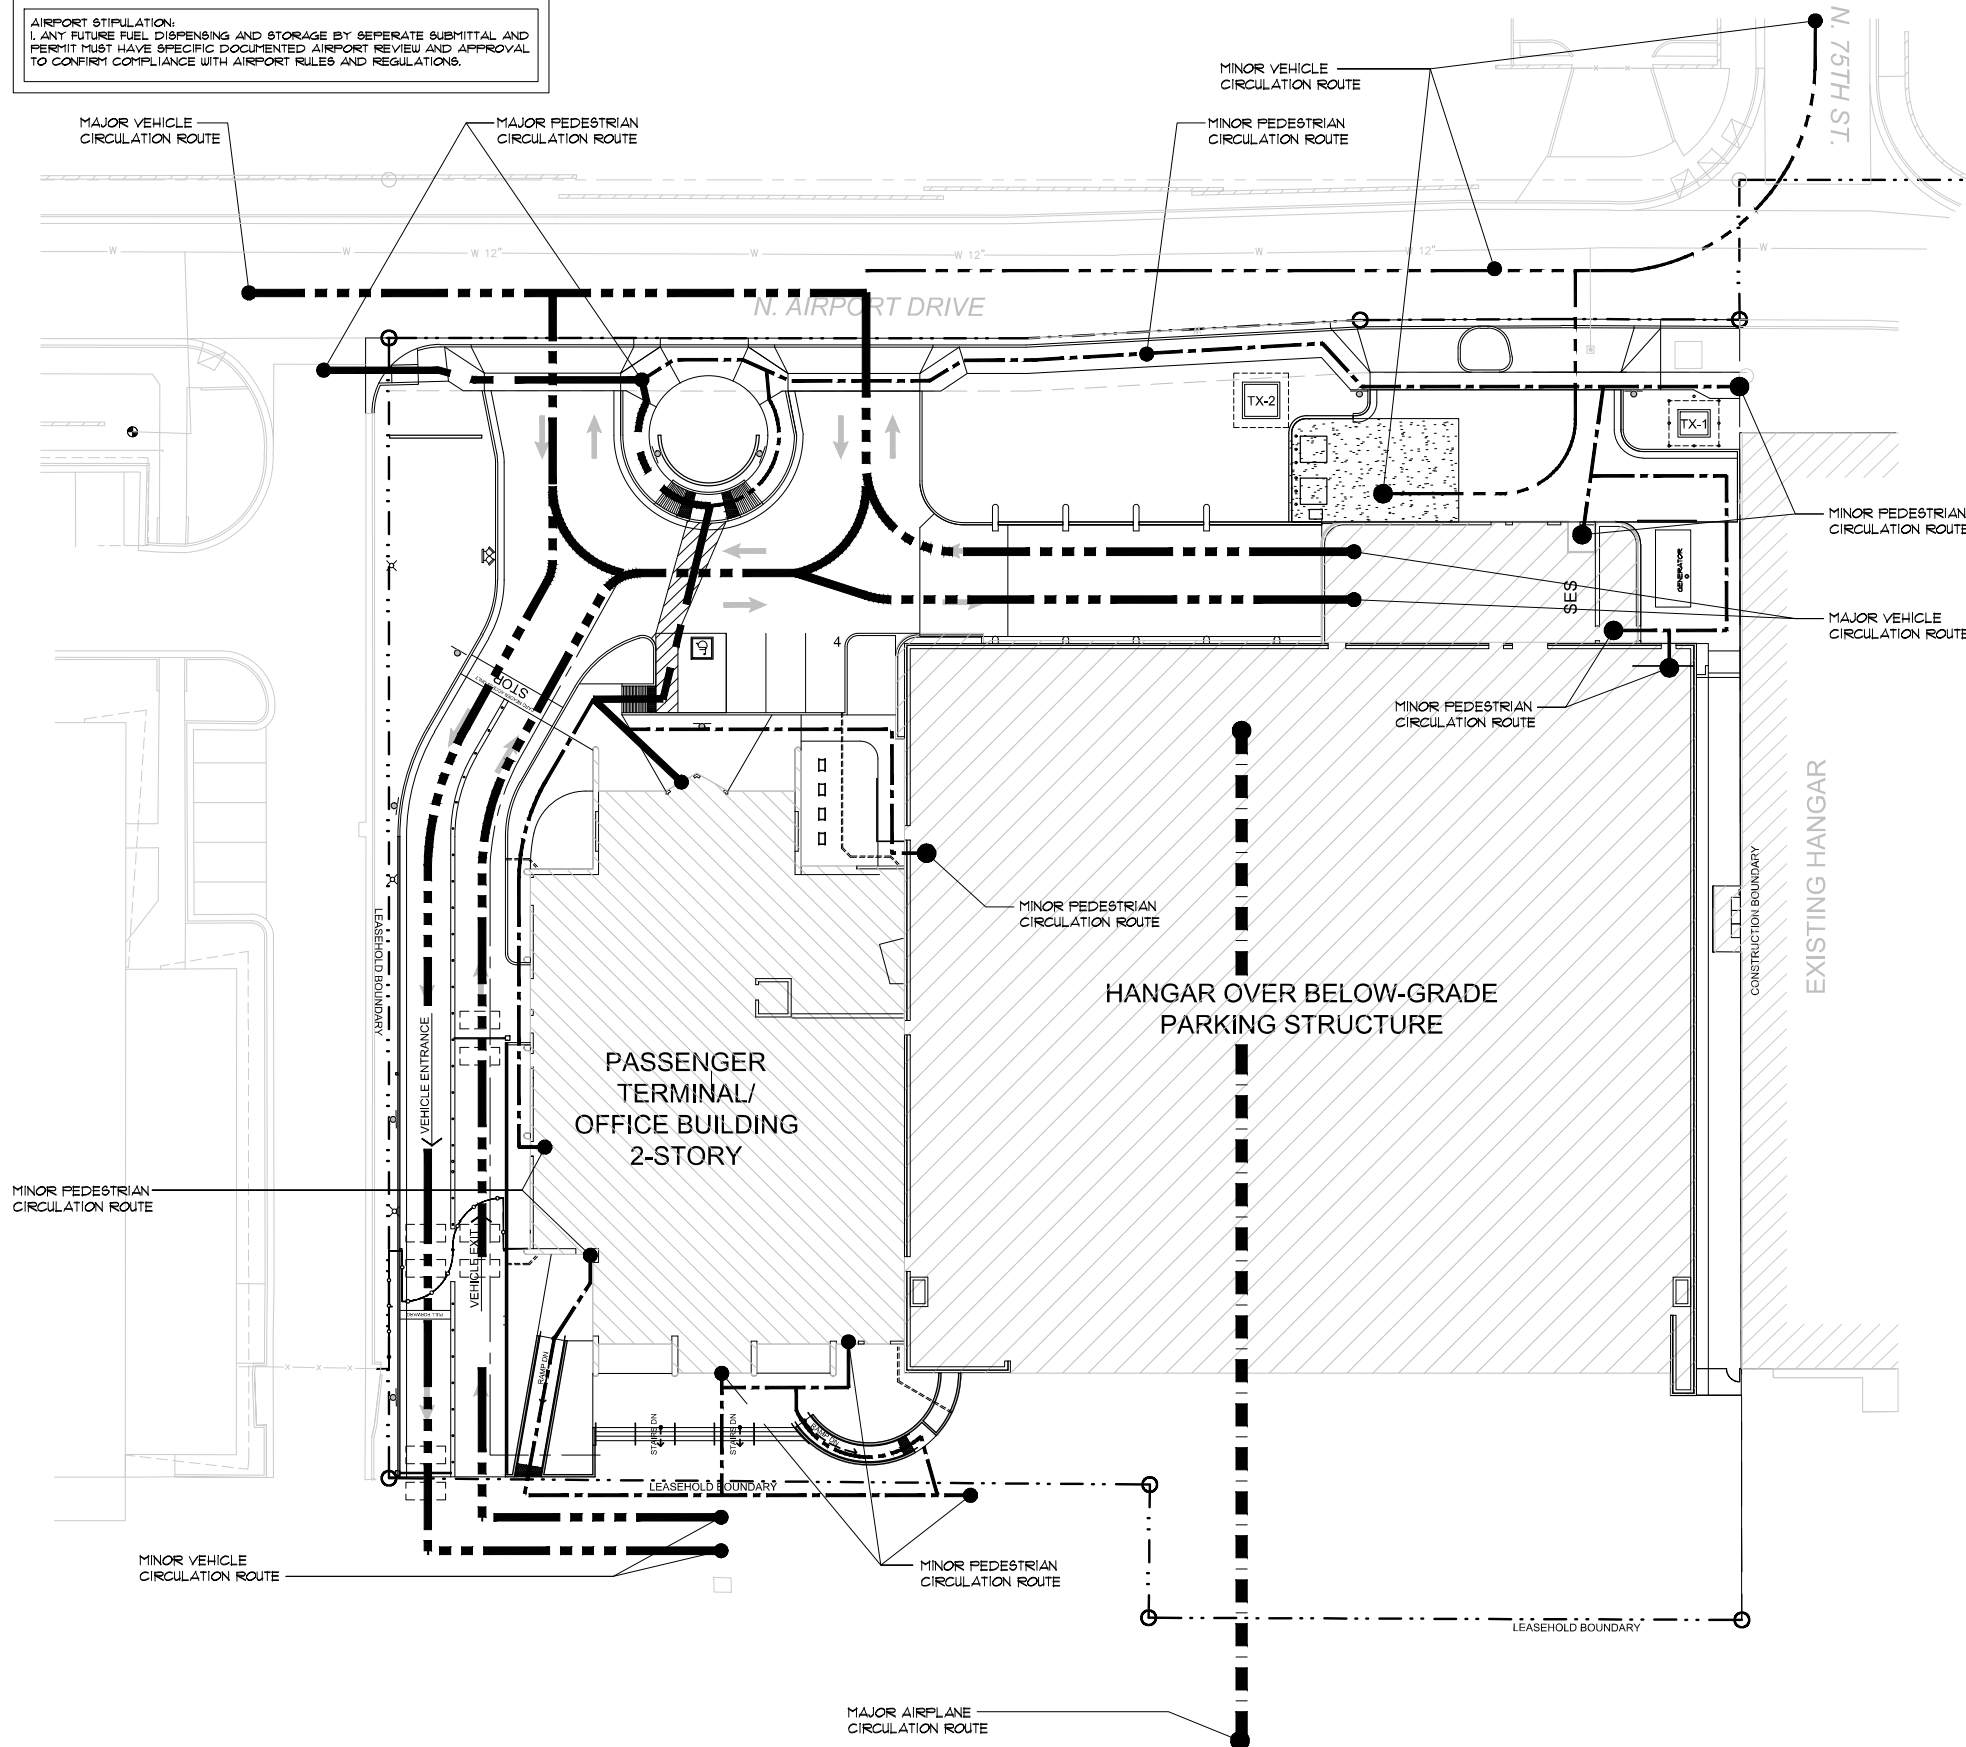 AIRPORT STIPULATION:
1. ANY FUTURE FUEL DISPENSING AND STORAGE BY SEPERATE SUBMITTAL AND
PERMIT MUST HAVE SPECIFIC DOCUMENTED AIRPORT REVIEW AND APPROVAL
TO CONFIRM COMPLIANCE WITH AIRPORT RULES AND REGULATIONS.
N. 75TH ST.
MINOR VEHICLE
CIRCULATION ROUTE
MAJOR VEHICLE
CIRCULATION ROUTE
MAJOR PEDESTRIAN
CIRCULATION ROUTE
MINOR PEDESTRIAN
CIRCULATION ROUTE
W
W
W 12"
W
W 12"
W
W 12"
W
N. AIRPORT DRIVE
TX-2
TX-1
MINOR PEDESTRIAN
CIRCULATION ROUTE
GENERATOR
SES
MAJOR VEHICLE
CIRCULATION ROUTE
4
STOP
MINOR PEDESTRIAN
CIRCULATION ROUTE
EXISTING HANGAR
CONSTRUCTION BOUNDARY
LEASEHOLD BOUNDARY
MINOR PEDESTRIAN
CIRCULATION ROUTE
HANGAR OVER BELOW-GRADE
PARKING STRUCTURE
VEHICLE ENTRANCE
PASSENGER
TERMINAL/
OFFICE BUILDING
2-STORY
MINOR PEDESTRIAN
CIRCULATION ROUTE
VEHICLE EXIT
PULL FORWARD
RAMP DN
STAIRS DN
STAIRS DN
RAMP DN
LEASEHOLD BOUNDARY
MINOR VEHICLE
CIRCULATION ROUTE
MINOR PEDESTRIAN
CIRCULATION ROUTE
LEASEHOLD BOUNDARY
MAJOR AIRPLANE
CIRCULATION ROUTE